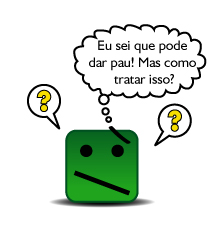 Eu sei que pode
dar pau! Mas como
tratar isso?
?
?